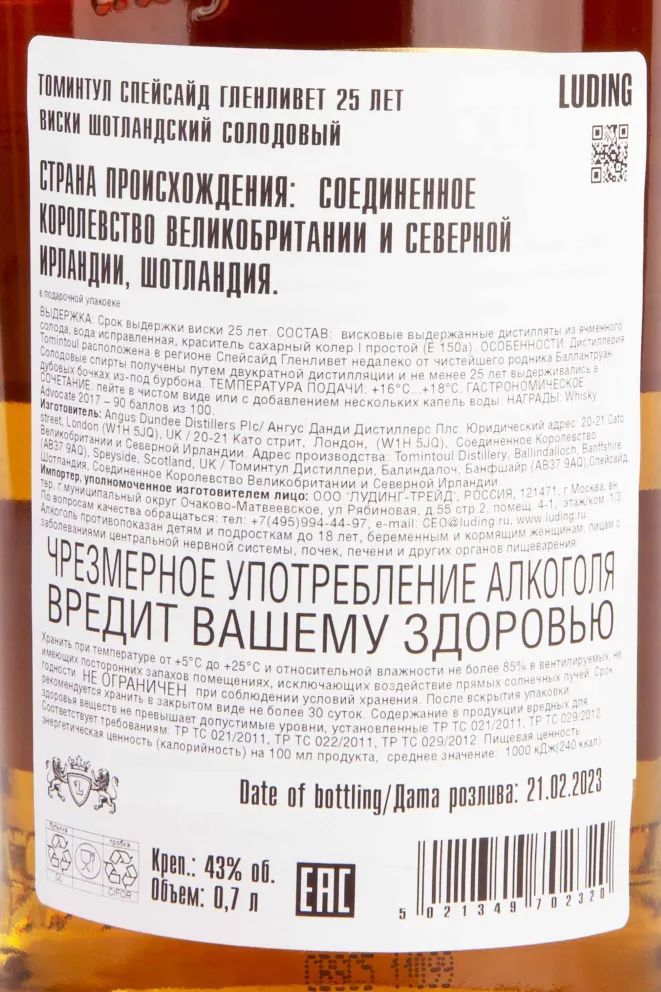 ТОМИНТУЛ СПЕЙСАЙД ГЛЕНЛИВЕТ 25 ЛЕТ
ВИСКИ ШОТЛАНДСКИЙ СОЛОДОВЫЙ
LUDING
СТРАНА ПРОИСХОЖДЕНИЯ: СОЕДИНЕННОЕ
КОРОЛЕВСТВО ВЕЛИКОБРИТАНИИ И СЕВЕРНОЙ
ИРЛАНДИИ, ШОТЛАНДИЯ.
в подарочной упаковке
ВЫДЕРЖКА: Срок выдержки виски 25 лет. СОСТАВ: висковые выдержанные дистилляты из ячменного
солода, вода исправленная, краситель сахарный колер I простой (Е 150а). ОСОБЕННОСТИ: Дистиллерия
Tomintoul расположена в регионе Спейсайд Гленливет недалеко от чистейшего родника Баллантруан
Солодовые спирты получены путем двукратной дистилляции и не менее 25 лет выдерживались в
дубовых бочках из-под бурбона. ТЕМПЕРАТУРА ПОДАЧИ: +16°С...+18°С. ГАСТРОНОМИЧЕСКОЕ
СОЧЕТАНИЕ: пейте в чистом виде или с добавлением нескольких капель воды. НАГРАДЫ: Whisky
Advocate 2017 – 90 баллов из 100.
Изготовитель: Angus Dundee Distillers Plc/ Ангус Данди Дистиллерс Плс. Юридический адрес: 20-21 Cato
street, London (W1H 5JQ), UK / 20-21 Като стрит, Лондон, (W1H 5JQ), Соединенное Королевство
Великобритании и Северной Ирландии. Адрес производства: Tomintoul Distillery, Ballindalloch, Banffshire
(AB37 9AQ), Speyside, Scotland, UK / Томинтул Дистиллери, Балиндалоч, Банфшайр (AB37 9AQ),Спейсайд,
Шотландия, Соединенное Королевство Великобритании и Северной Ирландии.
Импортер, уполномоченное изготовителем лицо: ООО "ЛУДИНГ-ТРЕЙД", РОССИЯ, 121471, г Москва, вн.
тер. г.муниципальный округ Очаково-Матвеевское, ул Рябиновая, д.55 стр.2, помещ. 4-1, этаж/ком. 1/3
По вопросам качества обращаться: тел: +7(495)994-44-97, e-mail: CEO@luding.ru, www.luding.ru
Алкоголь противопоказан детям и подросткам до 18 лет, беременным и кормящим женщинам, лицам с
заболеваниями центральной нервной системы, почек, печени и других органов пищеварения.
ЧРЕЗМЕРНОЕ УПОТРЕБЛЕНИЕ АЛКОГОЛЯ
ВРЕДИТ ВАШЕМУ ЗДОРОВЬЮ
Хранить при температуре от +5°С до +25°С и относительной влажности не более 85% в вентилируемых, не
имеющих посторонних запахов помещениях, исключающих воздействие прямых солнечных лучей. Срок
годности НЕ ОГРАНИЧЕН при соблюдении условий хранения. После вскрытия упаковки
рекомендуется хранить в закрытом виде не более 30 суток. Содержание в продукции вредных для
здоровья веществ не превышает допустимые уровни, установленные ТР ТС 021/2011, ТР ТС 029/2012
Соответствует требованиям: ТР ТС 021/2011, ТР ТС 022/2011, ТР ТС 029/2012. Пищевая ценность
энергетическая ценность (калорийность) на 100 мл продукта, среднее значение: 1000 кДж(240 ккал)
Date of bottling/Дата розлива: 21.02.2023
Креп.: 43% об.
Объем: 0,7 л
EAC
5 021349 702320